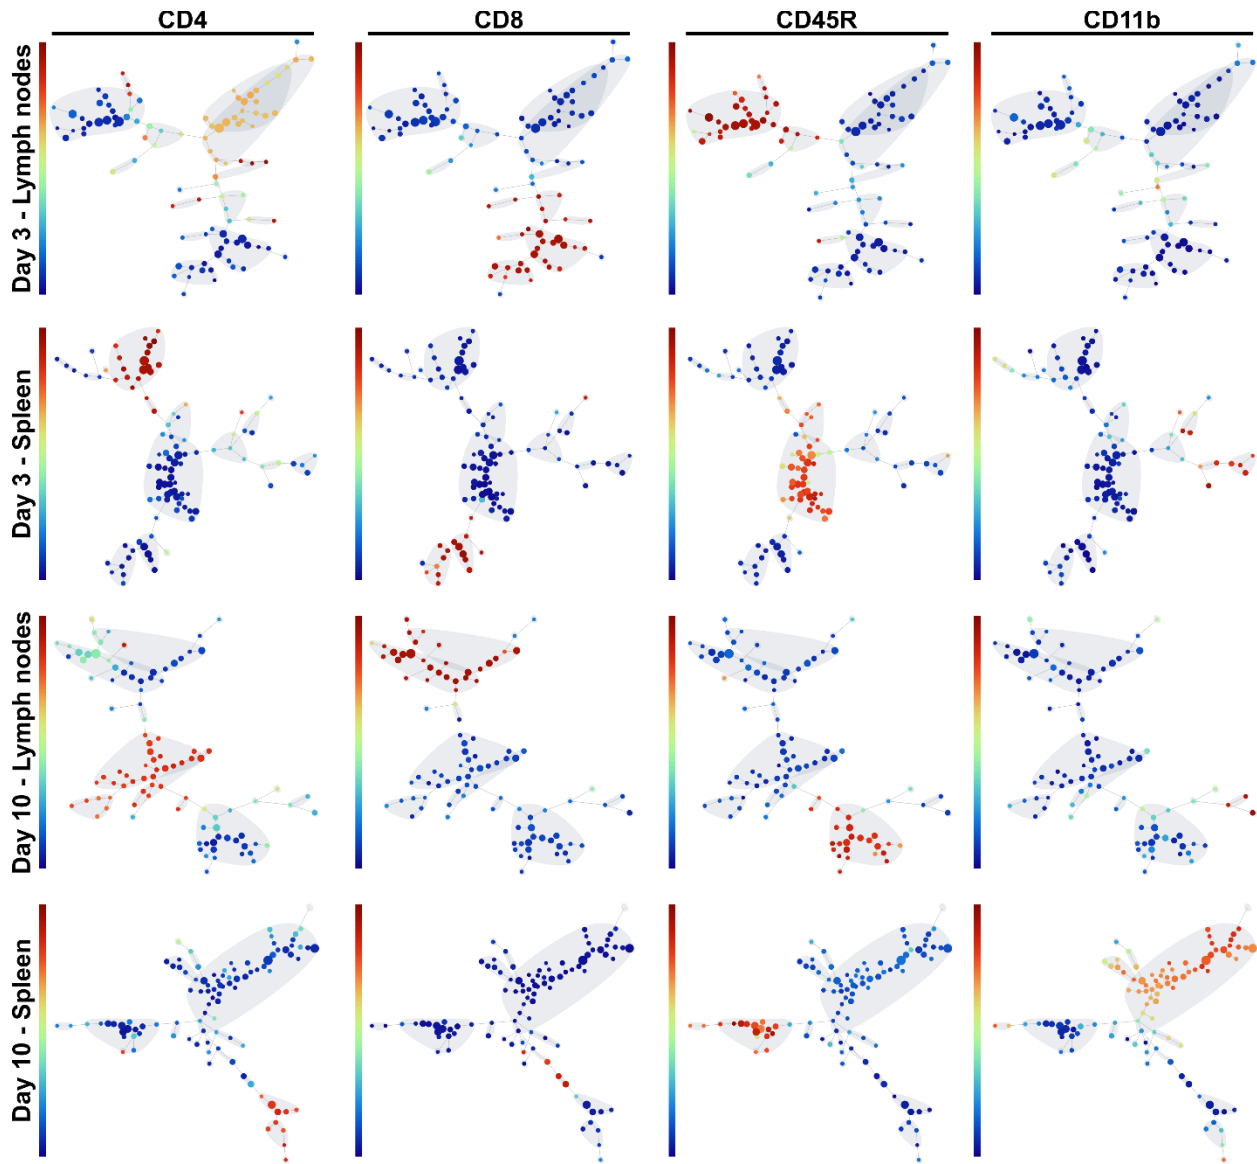 CD4 CD8 CD45R CD11b
Day 3 - Lymph nodes
Day 3 - Spleen
Day 10 - Lymph nodes
Day 10 - Spleen